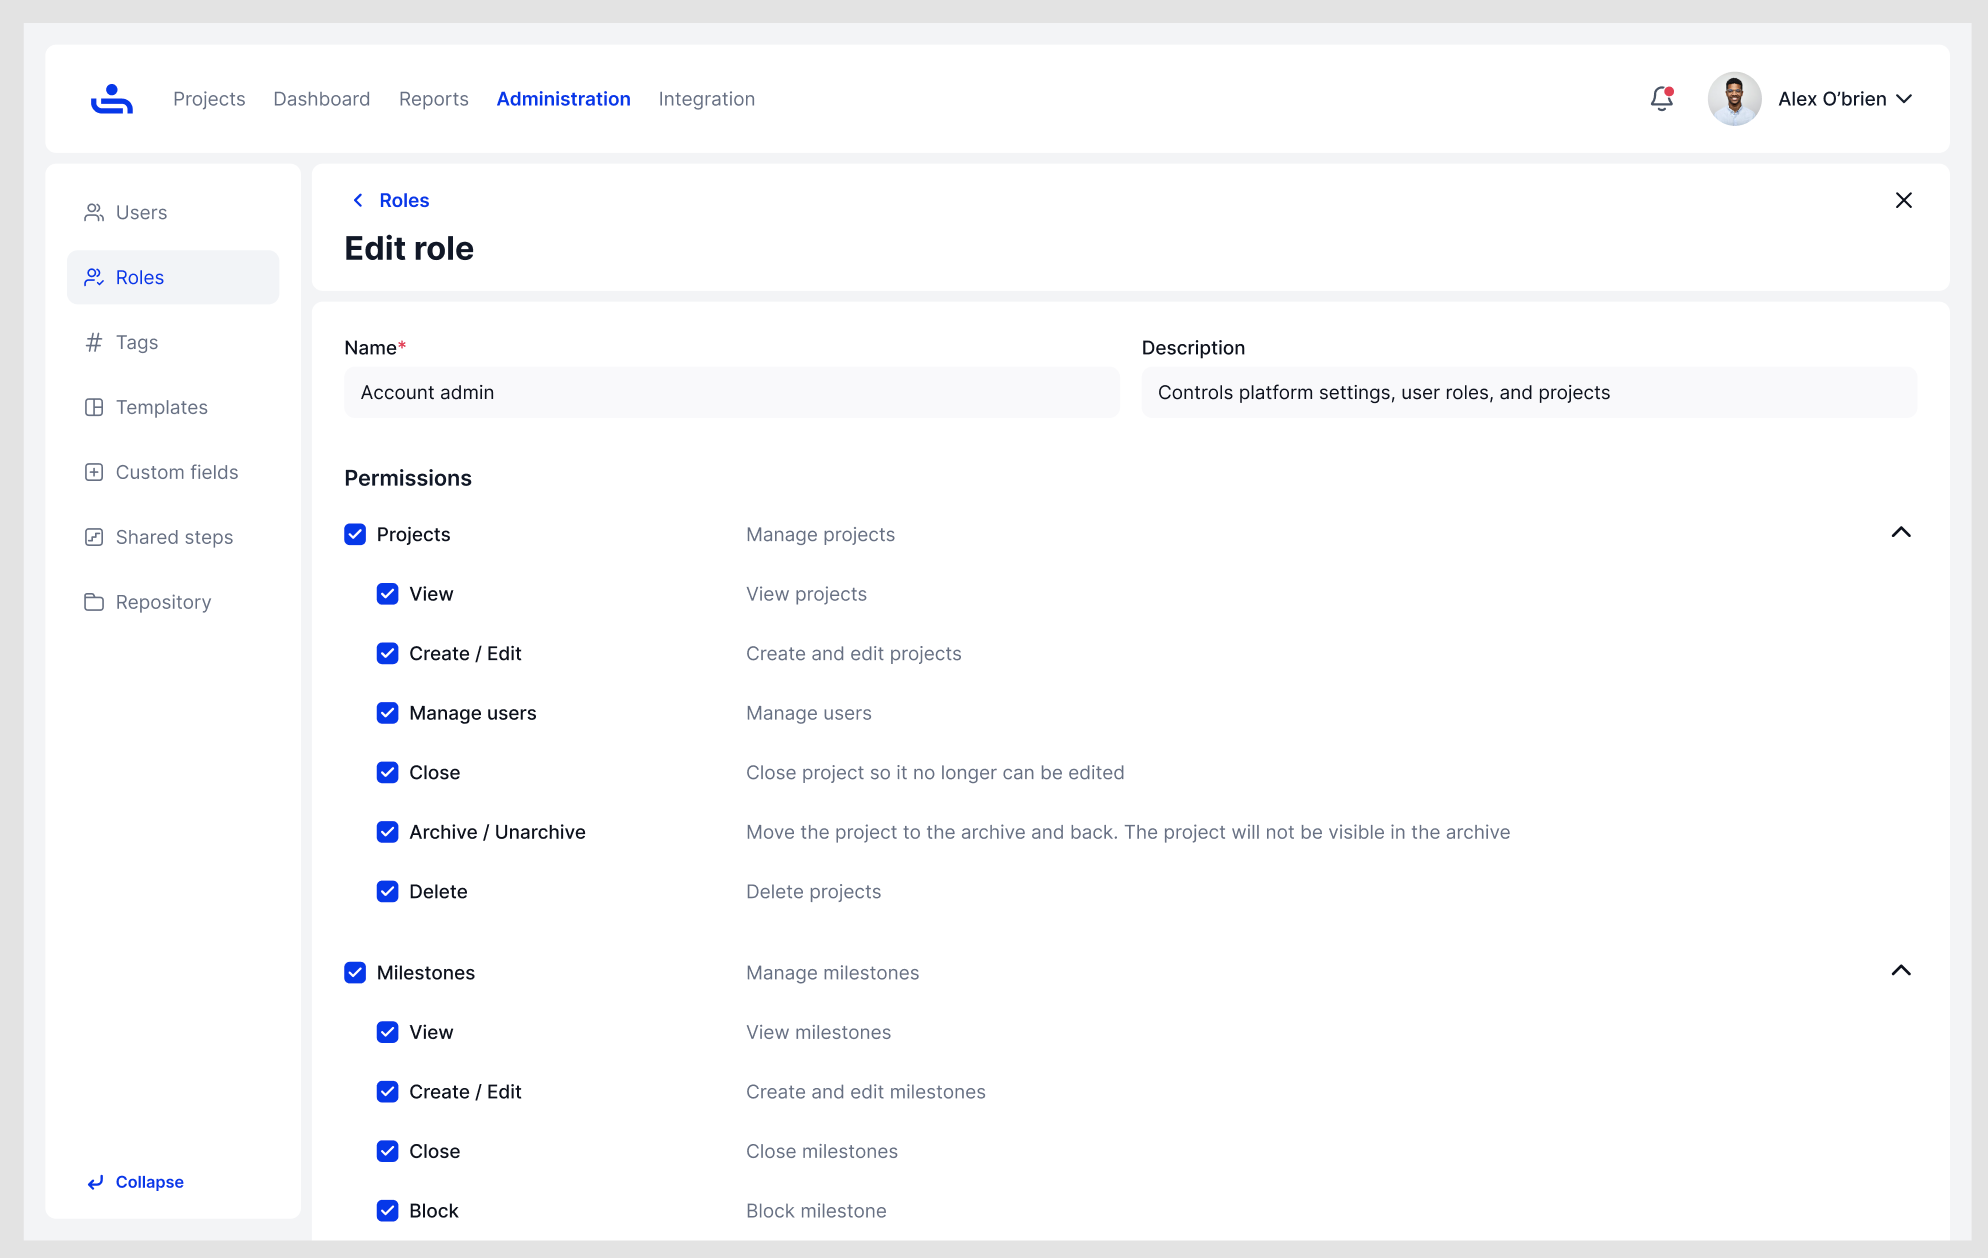 Projects Dashboard Reports Administration Integration
Alex O’brien
Users
Roles
Tags
Templates
Custom fields
Shared steps
Repository
Collapse
Roles
Edit role
Name* Description
Account admin Controls platform settings, user roles, and projects
Permissions
Projects Manage projects
View View projects
Create / Edit Create and edit projects
Manage users Manage users
Close Close project so it no longer can be edited
Archive / Unarchive Move the project to the archive and back. The project will not be visible in the archive
Delete Delete projects
Milestones Manage milestones
View View milestones
Create / Edit Create and edit milestones
Close Close milestones
Block Block milestone